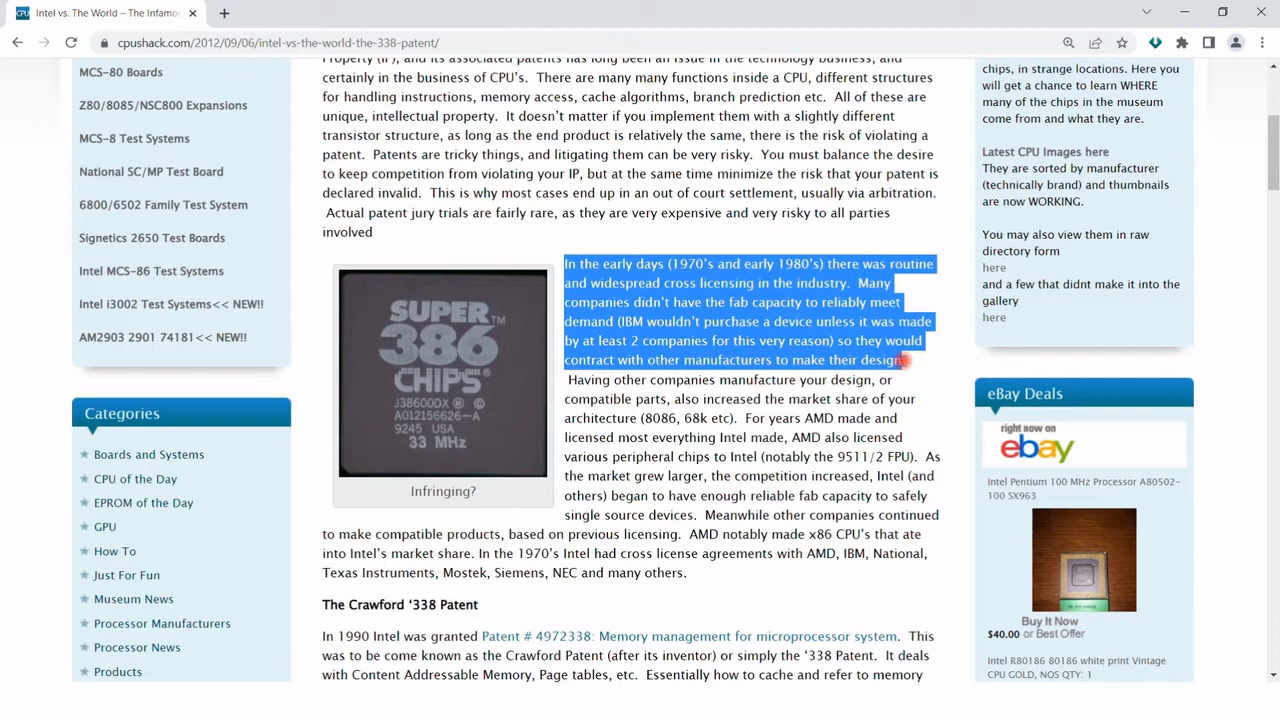 Intel vs. The World – The Infamo
cpushack.com/2012/09/06/intel-vs-the-world-the-338-patent/
MCS-80 Boards
Z80/8085/NSC800 Expansions
MCS-8 Test Systems
National SC/MP Test Board
6800/6502 Family Test System
Signetics 2650 Test Boards
Intel MCS-86 Test Systems
Intel i3002 Test Systems<< NEW!!
AM2903 2901 74181<< NEW!!
Categories
Boards and Systems
CPU of the Day
EPROM of the Day
GPU
How To
Just For Fun
Museum News
Processor Manufacturers
Processor News
Products
Property (IP), and its associated patents has long been an issue in the technology business, and
certainly in the business of CPU's. There are many many functions inside a CPU, different structures
for handling instructions, memory access, cache algorithms, branch prediction etc. All of these are
unique, intellectual property. It doesn't matter if you implement them with a slightly different
transistor structure, as long as the end product is relatively the same, there is the risk of violating a
patent. Patents are tricky things, and litigating them can be very risky. You must balance the desire
to keep competition from violating your IP, but at the same time minimize the risk that your patent is
declared invalid. This is why most cases end up in an out of court settlement, usually via arbitration.
Actual patent jury trials are fairly rare, as they are very expensive and very risky to all parties
involved
SUPER TM
386
CHIPS
J38600DX Ⓜ Ⓒ
A012156626-A
9245 USA
33 MHz
Infringing?
In the early days (1970's and early 1980's) there was routine
and widespread cross licensing in the industry. Many
companies didn't have the fab capacity to reliably meet
demand (IBM wouldn't purchase a device unless it was made
by at least 2 companies for this very reason) so they would
contract with other manufacturers to make their design
Having other companies manufacture your design, or
compatible parts, also increased the market share of your
architecture (8086, 68k etc). For years AMD made and
licensed most everything Intel made, AMD also licensed
various peripheral chips to Intel (notably the 9511/2 FPU). As
the market grew larger, the competition increased, Intel (and
others) began to have enough reliable fab capacity to safely
single source devices. Meanwhile other companies continued
to make compatible products, based on previous licensing. AMD notably made x86 CPU's that ate
into Intel's market share. In the 1970's Intel had cross license agreements with AMD, IBM, National,
Texas Instruments, Mostek, Siemens, NEC and many others.
The Crawford '338 Patent
In 1990 Intel was granted Patent # 4972338: Memory management for microprocessor system. This
was to be come known as the Crawford Patent (after its inventor) or simply the '338 Patent. It deals
with Content Addressable Memory, Page tables, etc. Essentially how to cache and refer to memory
chips, in strange locations. Here you
will get a chance to learn WHERE
many of the chips in the museum
come from and what they are.
Latest CPU Images here
They are sorted by manufacturer
(technically brand) and thumbnails
are now WORKING.
You may also view them in raw
directory form
here
and a few that didnt make it into the
gallery
here
eBay Deals
right now on
ebay
Intel Pentium 100 MHz Processor A80502-
100 SX963
Buy It Now
$40.00 or Best Offer
Intel R80186 80186 white print Vintage
CPU GOLD, NOS QTY: 1